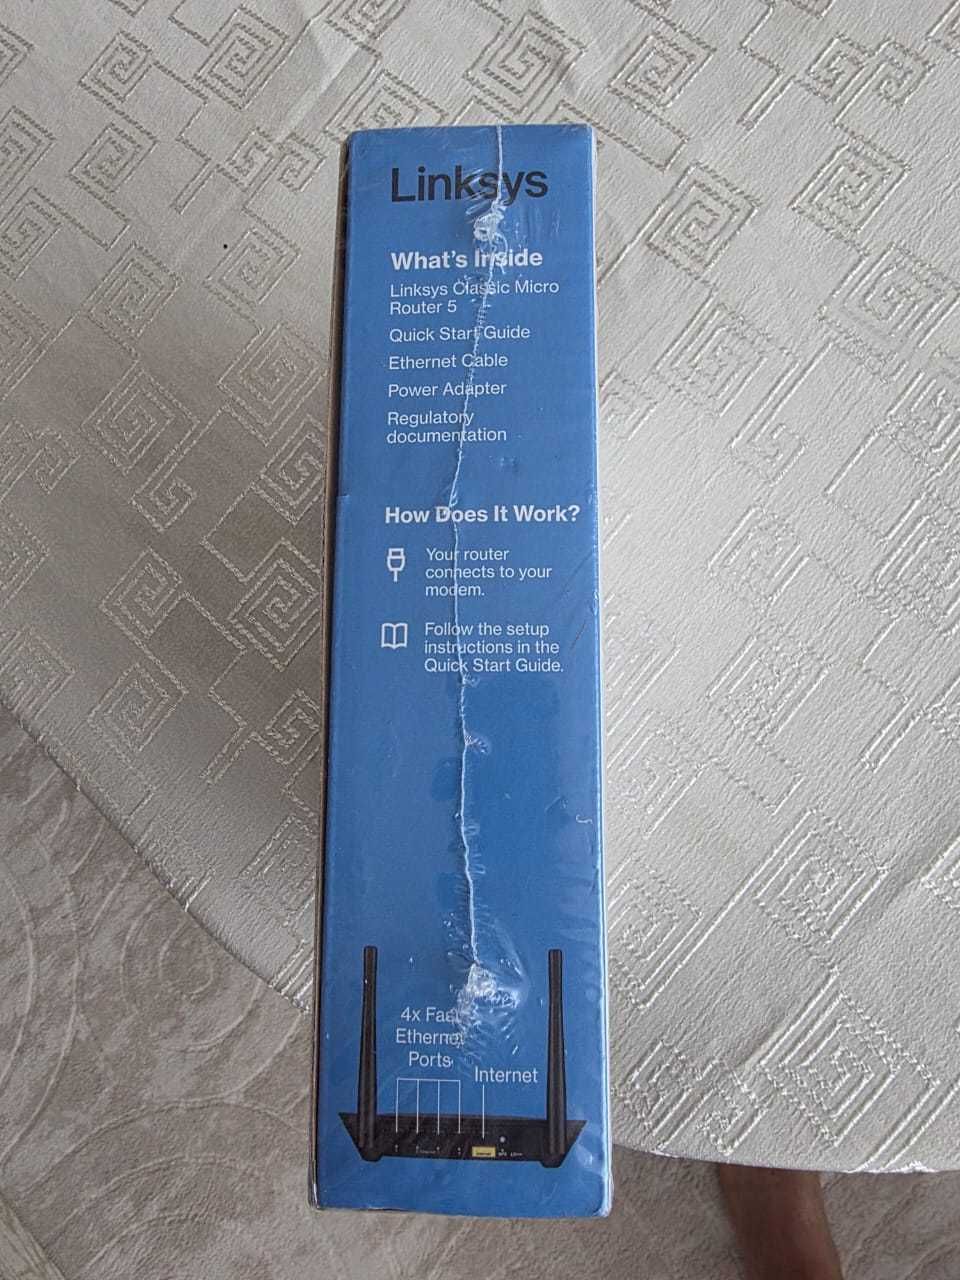 Linksys
What's Inside
Linksys Classic Micro
Router 5
Quick Start Guide
Ethernet Cable
Power Adapter
Regulatory
documentation
How Does It Work?
Your router
connects to your
modem.
Follow the setup
instructions in the
Quick Start Guide.
4x Fast
Ethernet
Ports
Internet